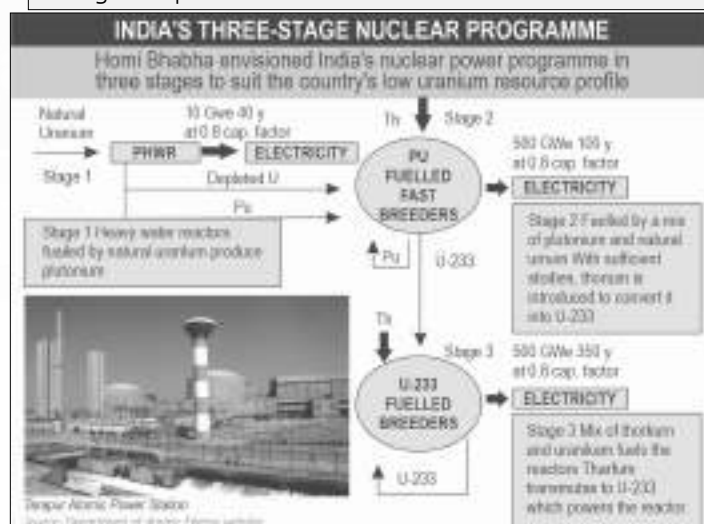 INDIA'S THREE-STAGE NUCLEAR PROGRAMME
Homi Bhabha envisioned India's nuclear power programme in
three stages to suit the country's low uranium resource profile
Natural
Uranium
10 Gwe 40 y
at 0.8 cap. factor
Th
Stage 2
PHWR
ELECTRICITY
Stage 1
Depleted U
Pu
PU
FUELLED
FAST
BREEDERS
500 GWe 100 y
at 0.8 cap. factor
ELECTRICITY
Stage 1 Heavy water reactors
fuelled by natural uranium produce
plutonium
Pu
U-233
Stage 2 Fuelled by a mix
of plutonium and natural
With sufficient
thorium is
introduced to convert it
into U-233
Th
Stage 3
U-233
FUELLED
BREEDERS
500 GWe 350 y
at 0.8 cap. factor
ELECTRICITY
U-233
Stage 3 Mix of thorium
and uranium fuels the
reactors
transmutes to U-233
which powers the reactor
Tarapur Atomic Power Station
Source: Department of Atomic Energy website